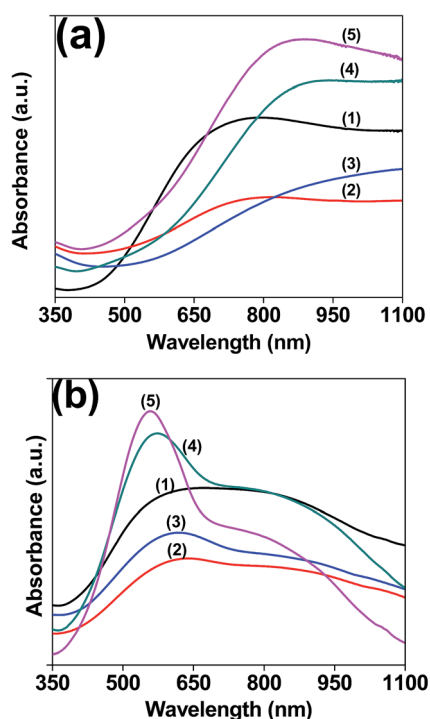 (a)
(5)
(4)
(1)
(3)
(2)
Absorbance (a.u.)
350 500 650 800 950 1100
Wavelength (nm)
(b)
(5)
(4)
(1)
(3)
(2)
Absorbance (a.u.)
350 500 650 800 950 1100
Wavelength (nm)